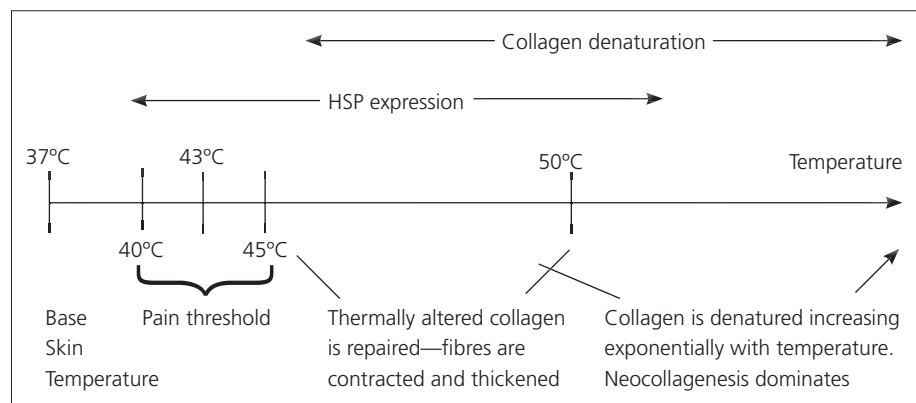 Collagen denaturation
HSP expression
37ºC
43ºC
50ºC
Temperature
40ºC
45ºC
Base
Skin
Temperature
Pain threshold
Thermally altered collagen
is repaired—fibres are
contracted and thickened
Collagen is denatured increasing
exponentially with temperature.
Neocollagenesis dominates